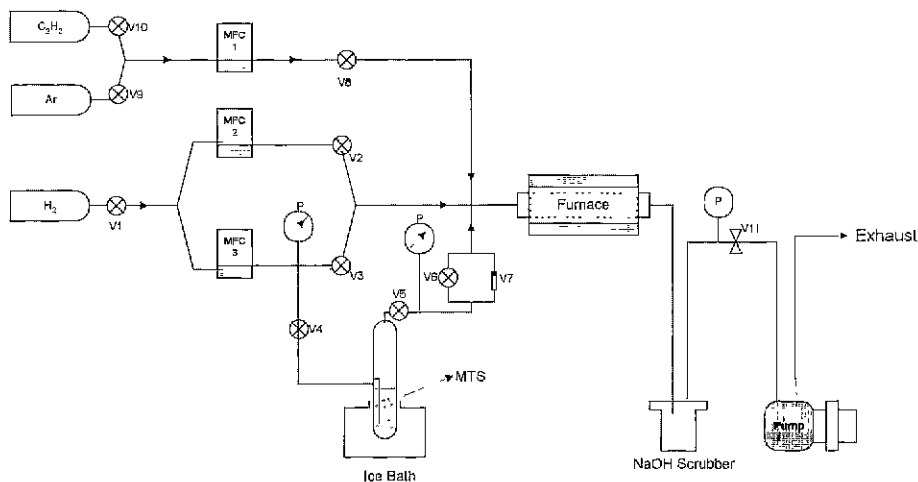 C₂H₂
V10
MFC
1
V8
Ar
V9
MFC
2
V2
H₂
V1
P
P
MFC
3
V3
V4
V5
V6
V7
Furnace
P
V11
Exhaust
MTS
Ice Bath
NaOH Scrubber
Pump